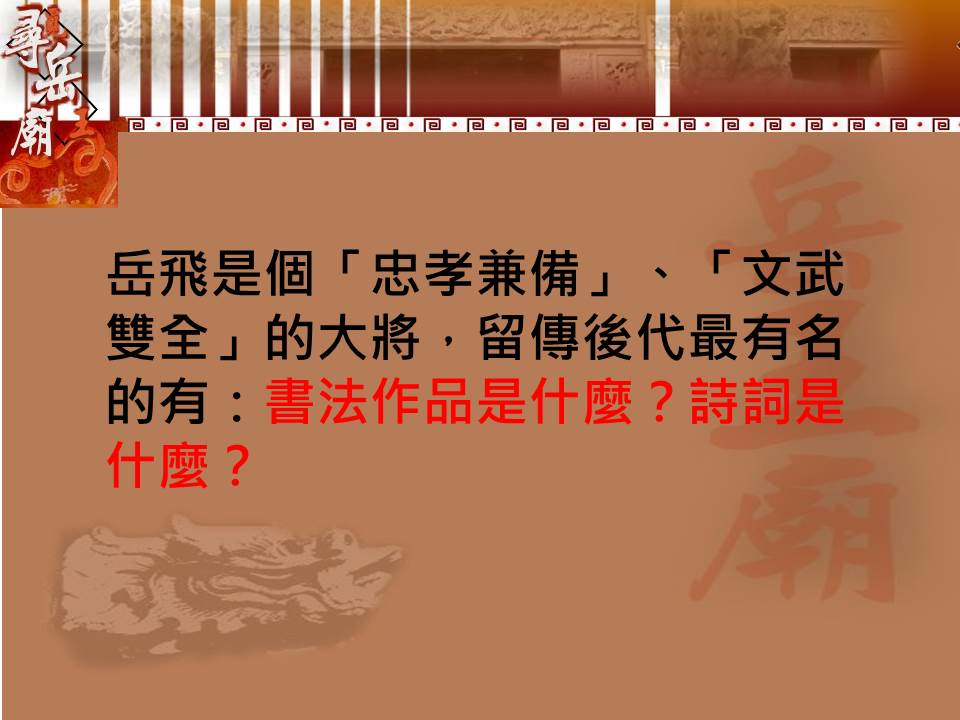 尋岳廟
岳飛是個「忠孝兼備」、「文武
雙全」的大將，留傳後代最有名
的有：書法作品是什麼？詩詞是
什麼？
岳王廟